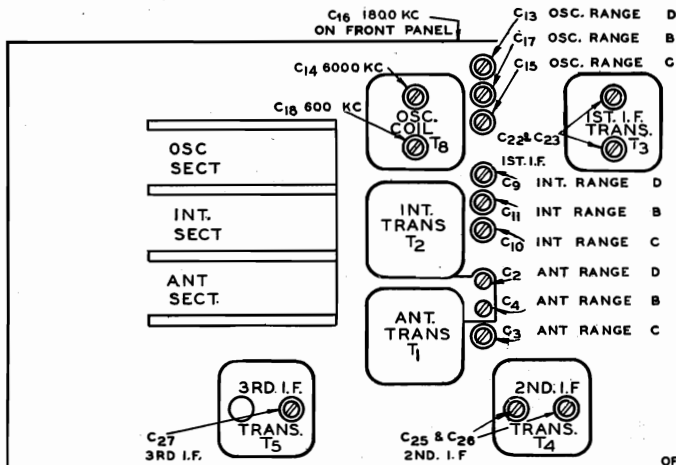 C16 1800 KC
ON FRONT PANEL
C13 OSC. RANGE D
C17 OSC. RANGE B
C15 OSC. RANGE C
C14 6000 KC
C18 600 KC
OSC.
COIL
T8
1ST. I.F.
TRANS.
T3
C22 & C23
1ST. I.F.
OSC
SECT
INT.
SECT
ANT
SECT.
INT.
TRANS
T2
C9 INT. RANGE D
C11 INT RANGE B
C10 INT RANGE C
C2 ANT RANGE D
C4 ANT RANGE B
C3 ANT RANGE C
ANT.
TRANS
T1
3RD. I.F.
TRANS.
T5
C27
3RD I.F.
2ND. I.F
TRANS.
T4
C25 & C26
2ND. I.F